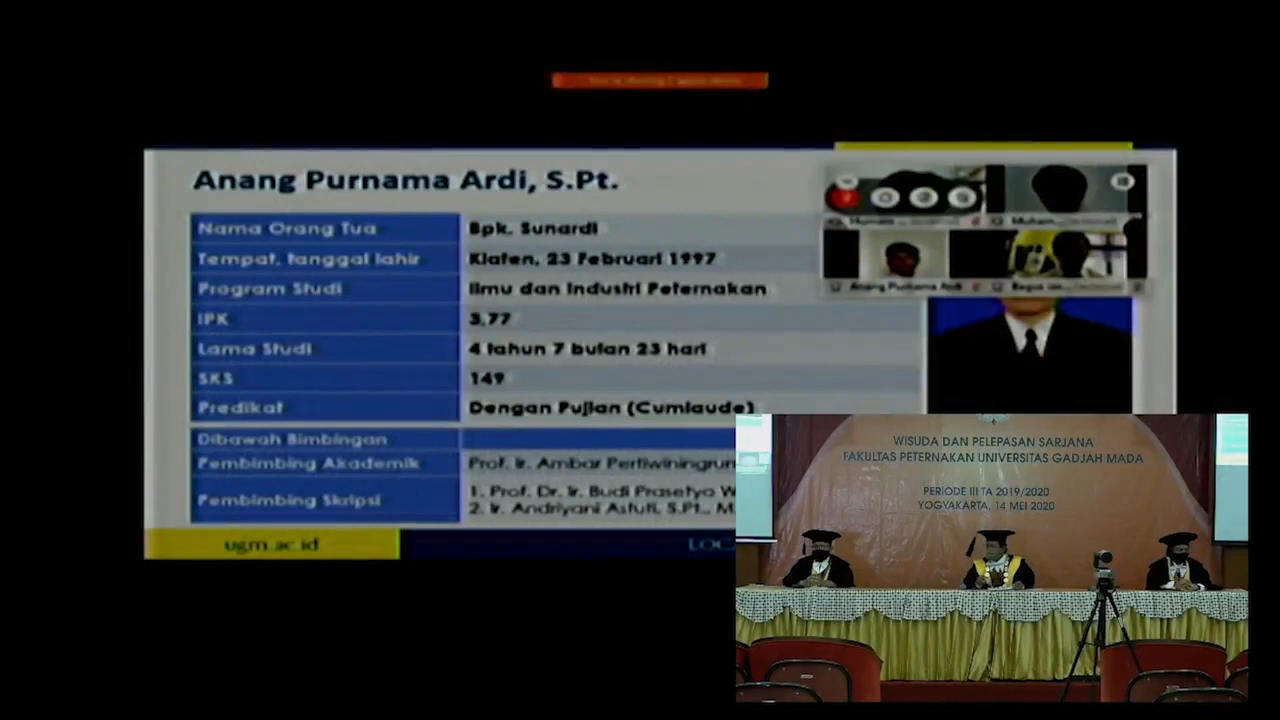 Anang Purnama Ardi, S.Pt.
Nama Orang Tua Bpk. Sunardi
Tempat, tanggal lahir Klaten, 23 Februari 1997
Program Studi Ilmu dan Industri Peternakan
IPK 3,77
Lama Studi 4 tahun 7 bulan 23 hari
SKS 149
Predikat Dengan Pujian (Cumlaude)
Dibawah Bimbingan
Pembimbing Akademik Prof. Ir. Ambar Pertiwiningrum
Pembimbing Skripsi 1. Prof. Dr. Ir. Budi Prasetyo W
2. Ir. Andriyani Astuti, S.Pt., M.
ugm.ac.id LOC
Anang Purnama Ardi
WISUDA DAN PELEPASAN SARJANA
FAKULTAS PETERNAKAN UNIVERSITAS GADJAH MADA
PERIODE III TA 2019/2020
YOGYAKARTA, 14 MEI 2020